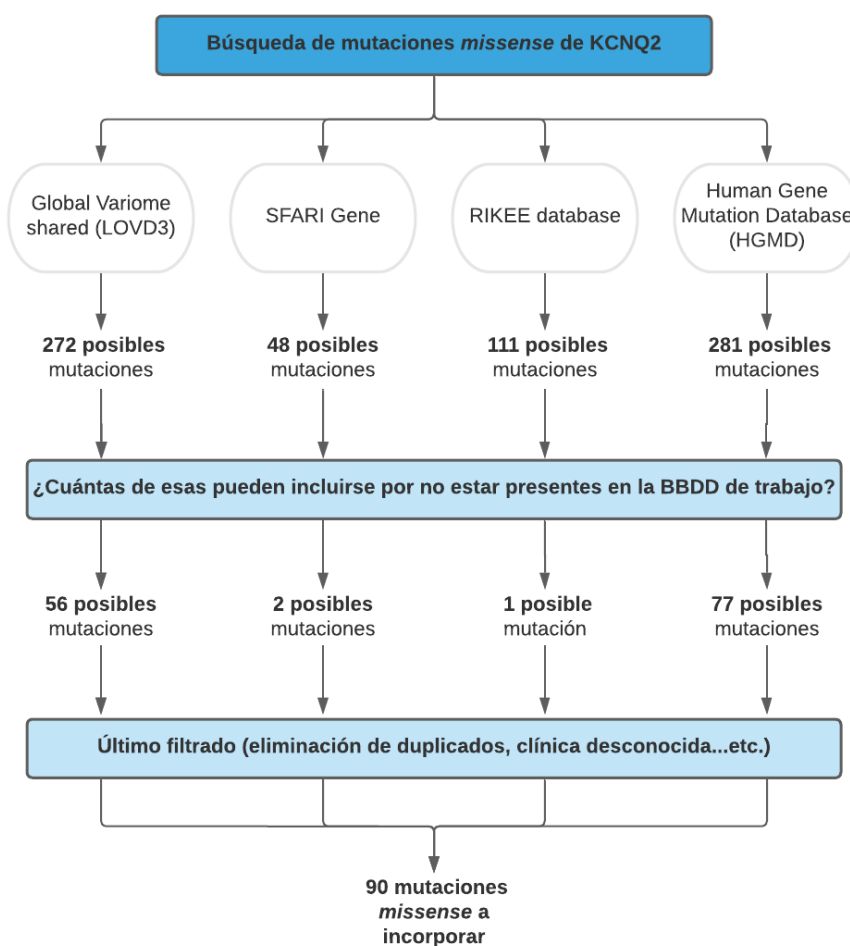 Búsqueda de mutaciones missense de KCNQ2
Global Variome
shared (LOVD3)
SFARI Gene
RIKEE database
Human Gene
Mutation Database
(HGMD)
272 posibles
mutaciones
48 posibles
mutaciones
111 posibles
mutaciones
281 posibles
mutaciones
¿Cuántas de esas pueden incluirse por no estar presentes en la BBDD de trabajo?
56 posibles
mutaciones
2 posibles
mutaciones
1 posible
mutación
77 posibles
mutaciones
Último filtrado (eliminación de duplicados, clínica desconocida...etc.)
90 mutaciones
missense a
incorporar